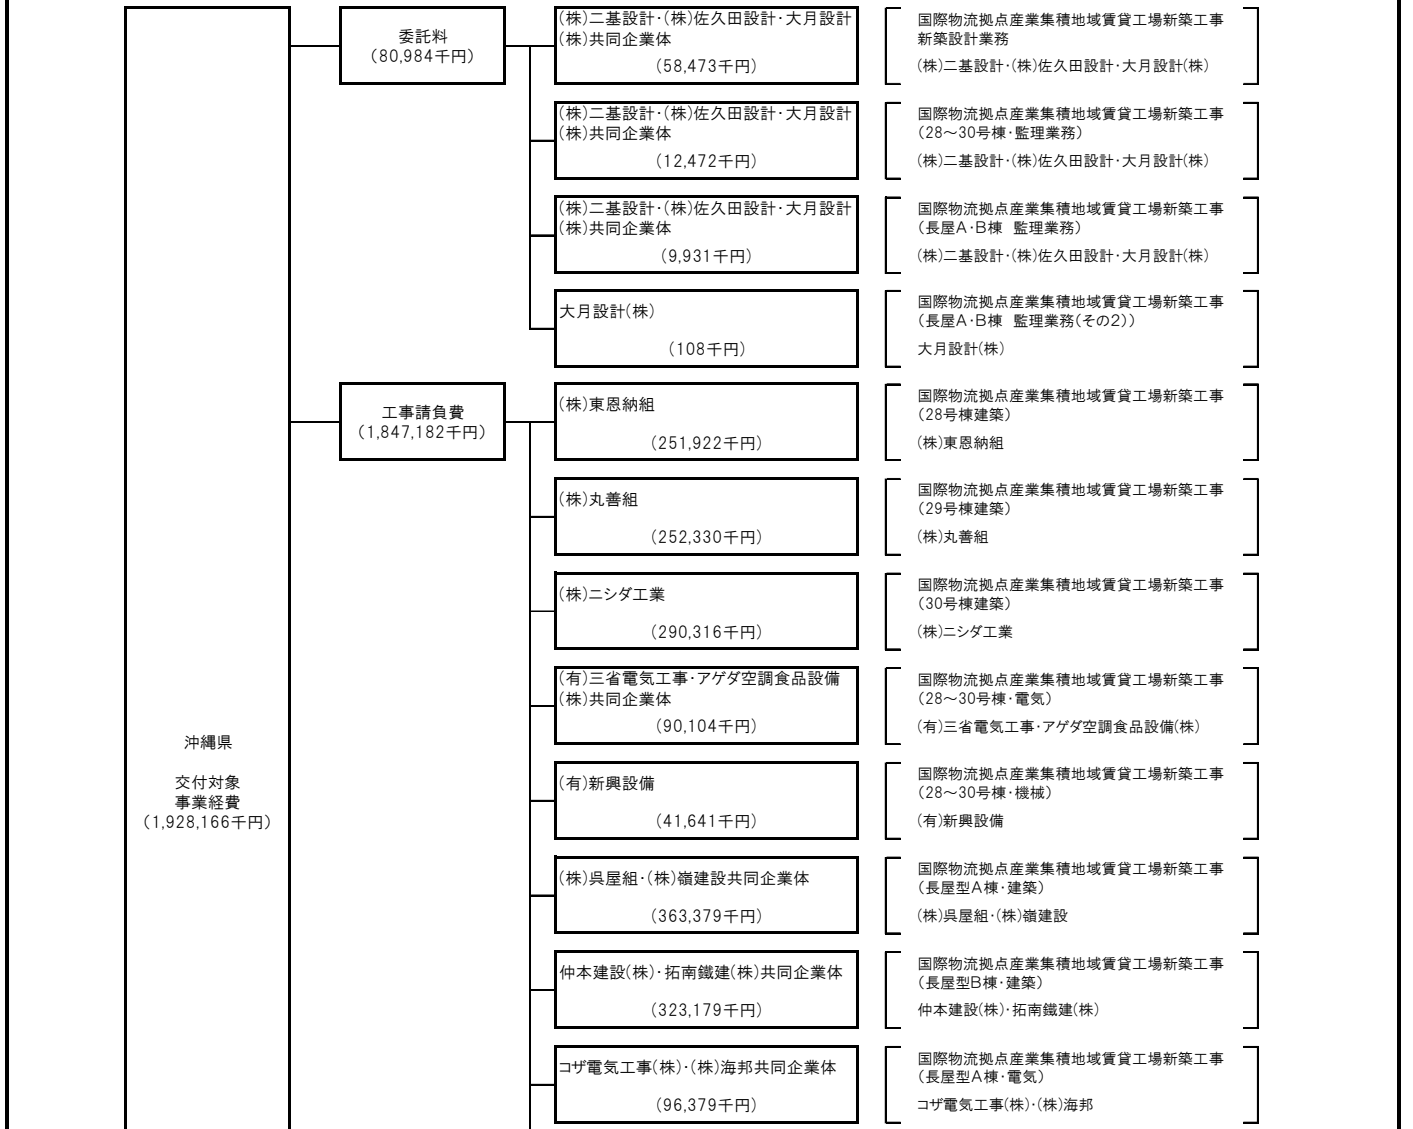 沖縄県
交付対象
事業経費
（1,928,166千円）
委託料
（80,984千円）
(株)二基設計・(株)佐久田設計・大月設計
(株)共同企業体
（58,473千円）
国際物流拠点産業集積地域賃貸工場新築工事
新築設計業務
(株)二基設計・(株)佐久田設計・大月設計(株)
(株)二基設計・(株)佐久田設計・大月設計
(株)共同企業体
（12,472千円）
国際物流拠点産業集積地域賃貸工場新築工事
（28～30号棟・監理業務）
(株)二基設計・(株)佐久田設計・大月設計(株)
(株)二基設計・(株)佐久田設計・大月設計
(株)共同企業体
（9,931千円）
国際物流拠点産業集積地域賃貸工場新築工事
（長屋A・B棟　監理業務）
(株)二基設計・(株)佐久田設計・大月設計(株)
大月設計(株)
（108千円）
国際物流拠点産業集積地域賃貸工場新築工事
（長屋A・B棟　監理業務（その2））
大月設計(株)
工事請負費
（1,847,182千円）
(株)東恩納組
（251,922千円）
国際物流拠点産業集積地域賃貸工場新築工事
（28号棟建築）
(株)東恩納組
(株)丸善組
（252,330千円）
国際物流拠点産業集積地域賃貸工場新築工事
（29号棟建築）
(株)丸善組
(株)ニシダ工業
（290,316千円）
国際物流拠点産業集積地域賃貸工場新築工事
（30号棟建築）
(株)ニシダ工業
(有)三省電気工事・アゲダ空調食品設備
(株)共同企業体
（90,104千円）
国際物流拠点産業集積地域賃貸工場新築工事
（28～30号棟・電気）
(有)三省電気工事・アゲダ空調食品設備(株)
(有)新興設備
（41,641千円）
国際物流拠点産業集積地域賃貸工場新築工事
（28～30号棟・機械）
(有)新興設備
(株)呉屋組・(株)嶺建設共同企業体
（363,379千円）
国際物流拠点産業集積地域賃貸工場新築工事
（長屋型A棟・建築）
(株)呉屋組・(株)嶺建設
仲本建設(株)・拓南鐵建(株)共同企業体
（323,179千円）
国際物流拠点産業集積地域賃貸工場新築工事
（長屋型B棟・建築）
仲本建設(株)・拓南鐵建(株)
コザ電気工事(株)・(株)海邦共同企業体
（96,379千円）
国際物流拠点産業集積地域賃貸工場新築工事
（長屋型A棟・電気）
コザ電気工事(株)・(株)海邦